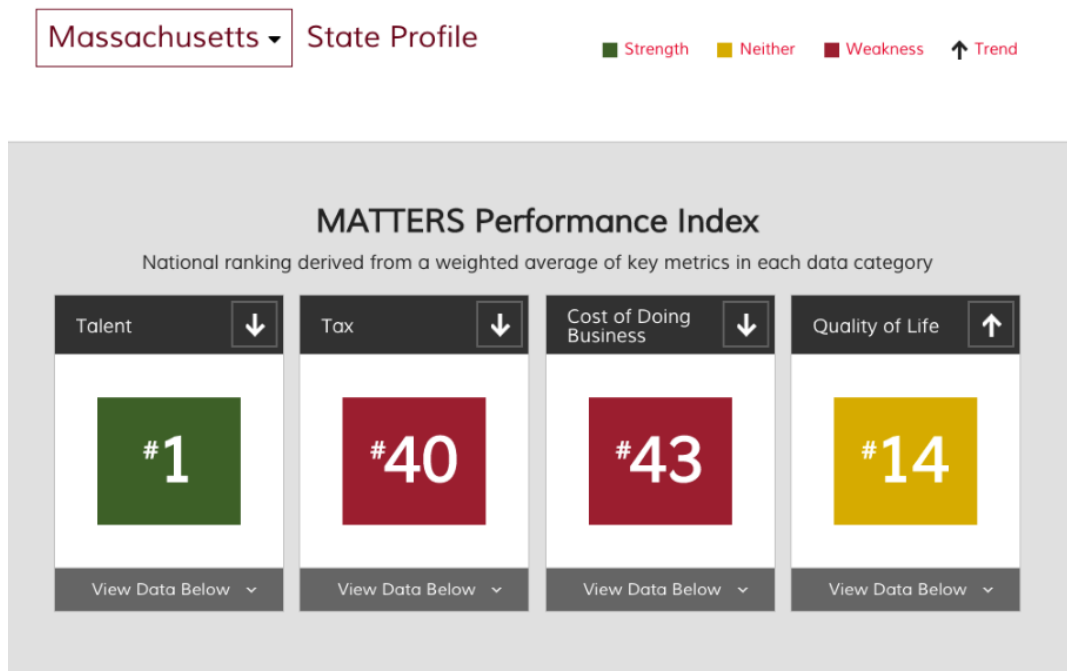 Massachusetts State Profile
Strength Neither Weakness Trend
MATTERS Performance Index
National ranking derived from a weighted average of key metrics in each data category
Talent
#1
View Data Below
Tax
#40
View Data Below
Cost of Doing
Business
#43
View Data Below
Quality of Life
#14
View Data Below